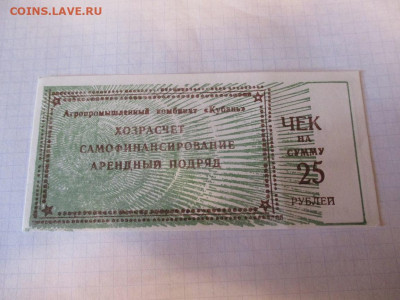 COINS.LAVE.RU
Агропромышленный комбинат «Кубань»
ХОЗРАСЧЕТ
САМОФИНАНСИРОВАНИЕ
АРЕНДНЫЙ ПОДРЯД
ЧЕК
НА
СУММУ
25
РУБЛЕЙ